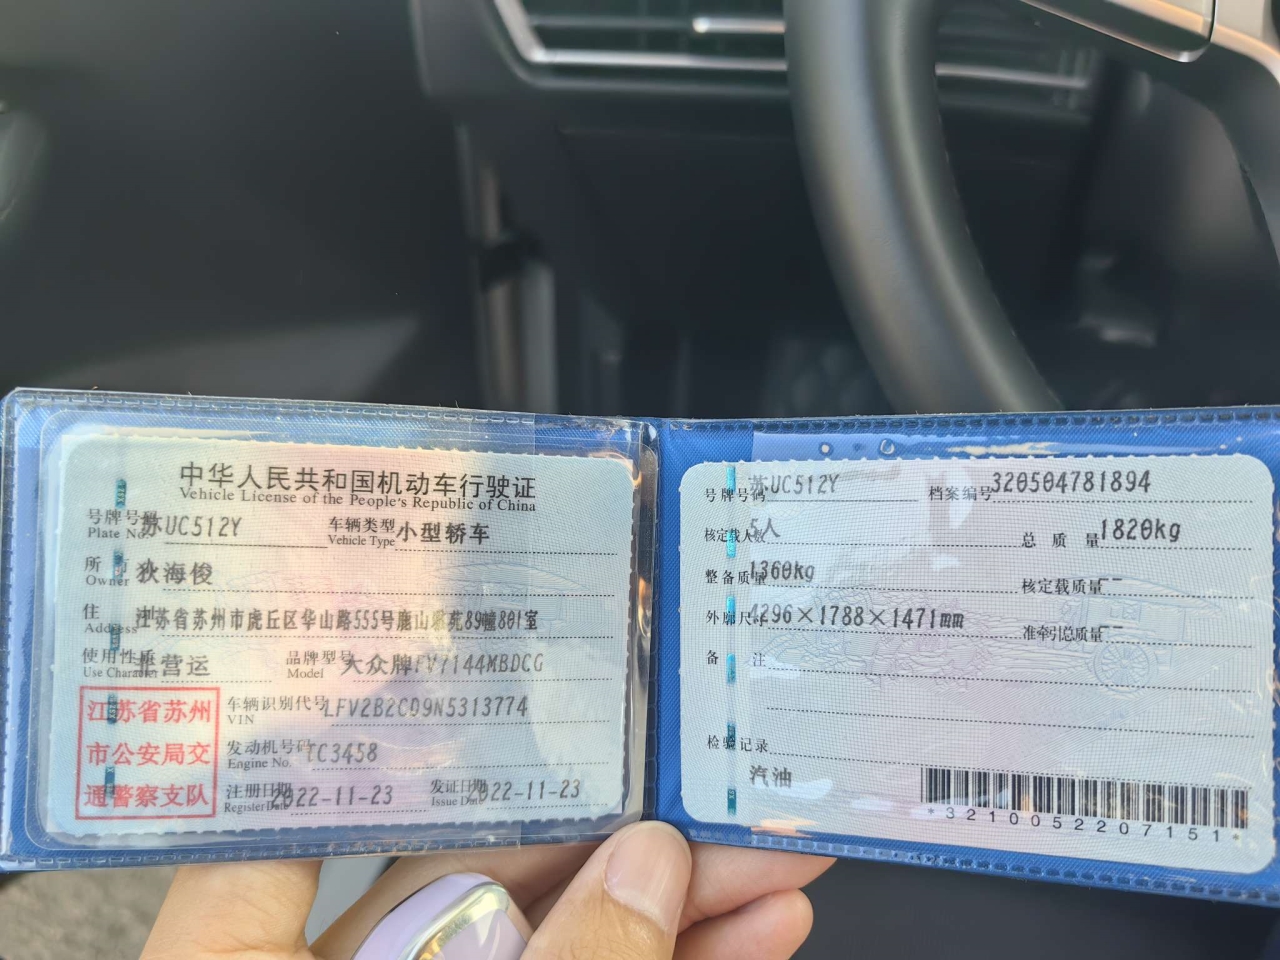 中华人民共和国机动车行驶证
Vehicle License of the People's Republic of China
号牌号码 苏UC512Y 车辆类型 小型轿车
Plate No. Vehicle Type
所有人 狄海俊
Owner
住址 江苏省苏州市虎丘区华山路555号鹿山 苑89幢801室
Address
使用性质 非营运 品牌型号 大众牌FV7144MBDCG
Use Character Model
江苏省苏州
市公安局交
通警察支队
车辆识别代号 LFV2B2C09N5313774
VIN
发动机号码 TC3458
Engine No.
注册日期 2022-11-23 发证日期 2022-11-23
Register Date Issue Date
号牌号码 苏UC512Y 档案编号 320504781894
核定载人数 5人 总质量 1820kg
整备质量 1360kg 核定载质量 --
外廓尺寸 4296×1788×1471mm 准牵引总质量 --
备注
检验记录
汽油
*3210052207151*